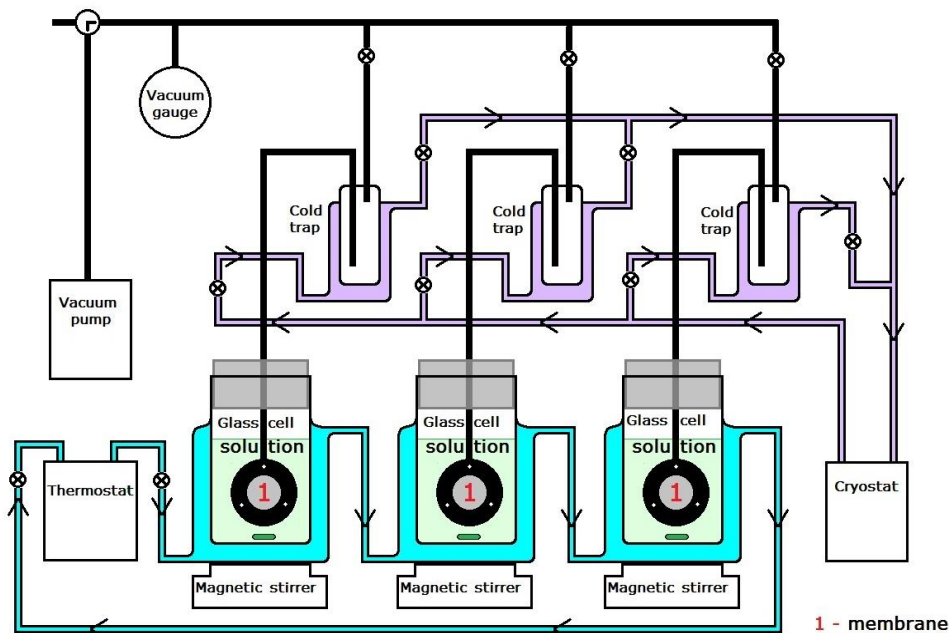 Vacuum
gauge
Cold
trap
Cold
trap
Cold
trap
Vacuum
pump
Glass cell
solution
1
Glass cell
solution
1
Glass cell
solution
1
Thermostat
Cryostat
Magnetic stirrer
Magnetic stirrer
Magnetic stirrer
1 - membrane